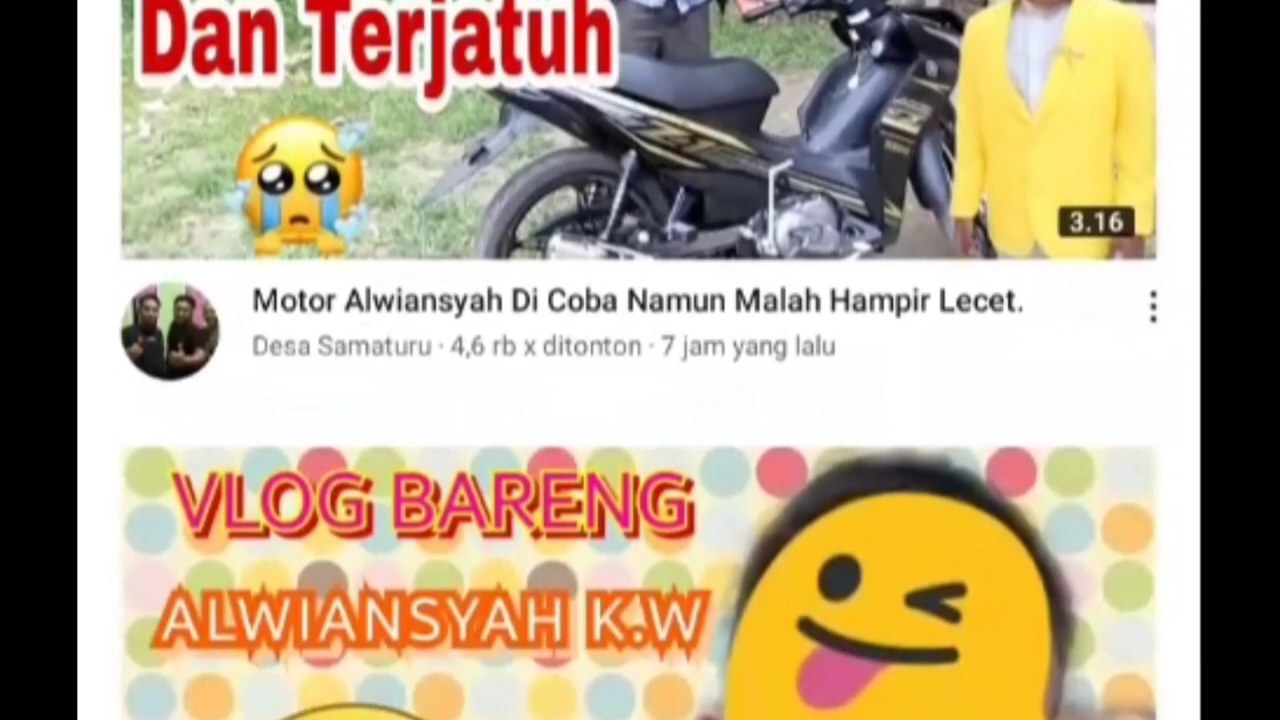 Dan Terjatuh
3.16
Motor Alwiansyah Di Coba Namun Malah Hampir Lecet.
Desa Samaturu · 4,6 rb x ditonton · 7 jam yang lalu
VLOG BARENG
ALWIANSYAH K.W